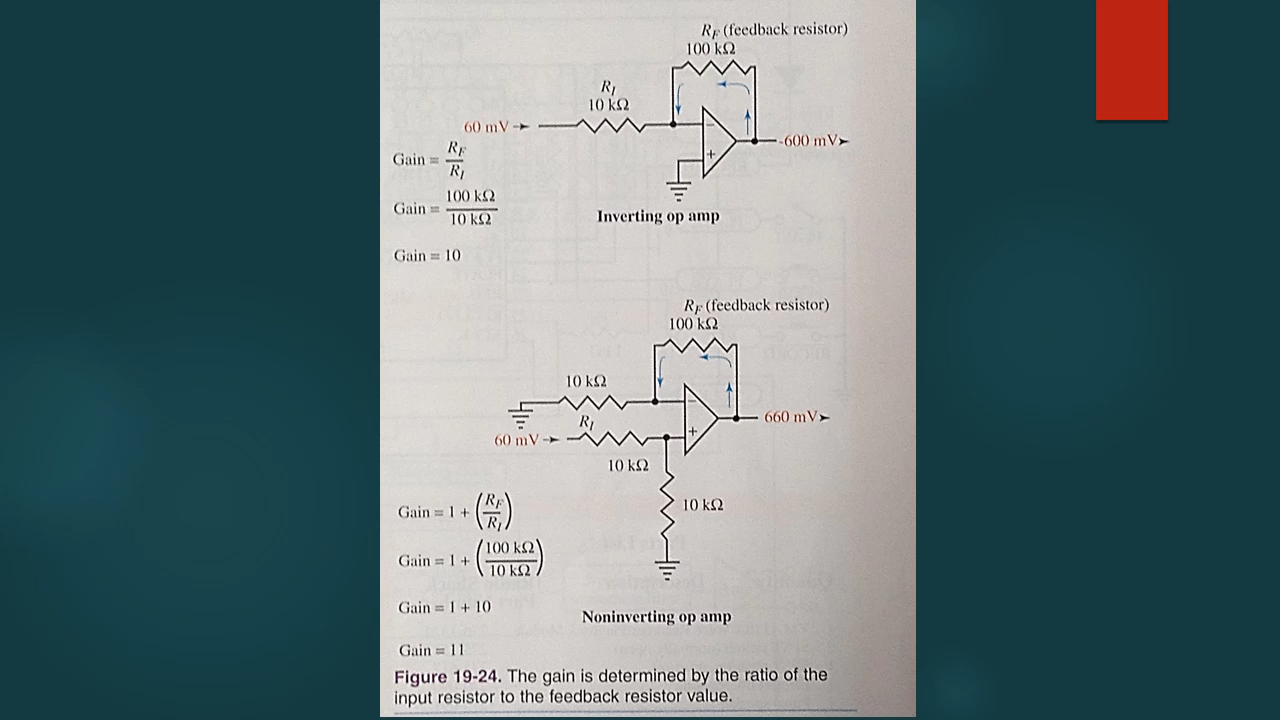 R_F (feedback resistor)
100 kΩ
R_I
10 kΩ
60 mV
-
+
-600 mV
Inverting op amp
Gain = R_F / R_I
Gain = 100 kΩ / 10 kΩ
Gain = 10
R_F (feedback resistor)
100 kΩ
10 kΩ
R_I
60 mV
10 kΩ
-
+
660 mV
10 kΩ
Noninverting op amp
Gain = 1 + (R_F / R_I)
Gain = 1 + (100 kΩ / 10 kΩ)
Gain = 1 + 10
Gain = 11
Figure 19-24. The gain is determined by the ratio of the
input resistor to the feedback resistor value.